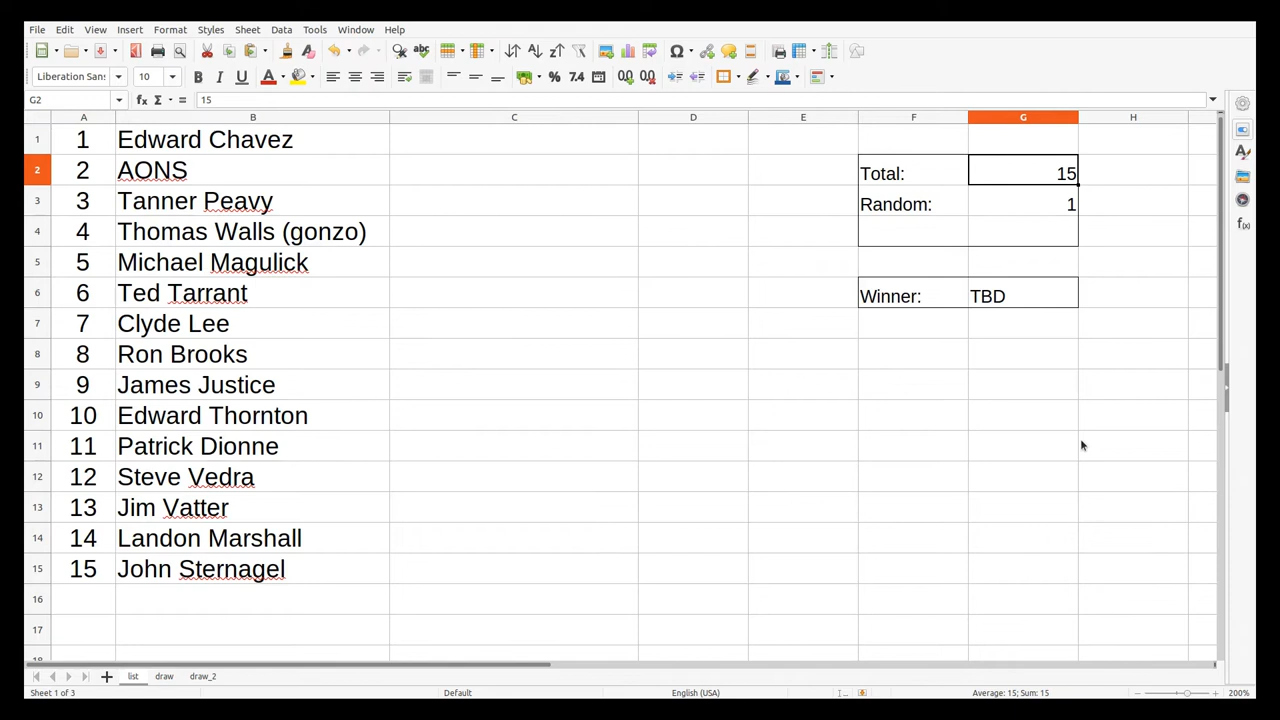 File Edit View Insert Format Styles Sheet Data Tools Window Help
Liberation Sans 10
G2 15
A B C D E F G H
1 1 Edward Chavez
2 2 AONS Total: 15
3 3 Tanner Peavy Random: 1
4 4 Thomas Walls (gonzo)
5 5 Michael Magulick
6 6 Ted Tarrant Winner: TBD
7 7 Clyde Lee
8 8 Ron Brooks
9 9 James Justice
10 10 Edward Thornton
11 11 Patrick Dionne
12 12 Steve Vedra
13 13 Jim Vatter
14 14 Landon Marshall
15 15 John Sternagel
16
17
18
list draw draw_2
Sheet 1 of 3 Default English (USA) Average: 15; Sum: 15 200%